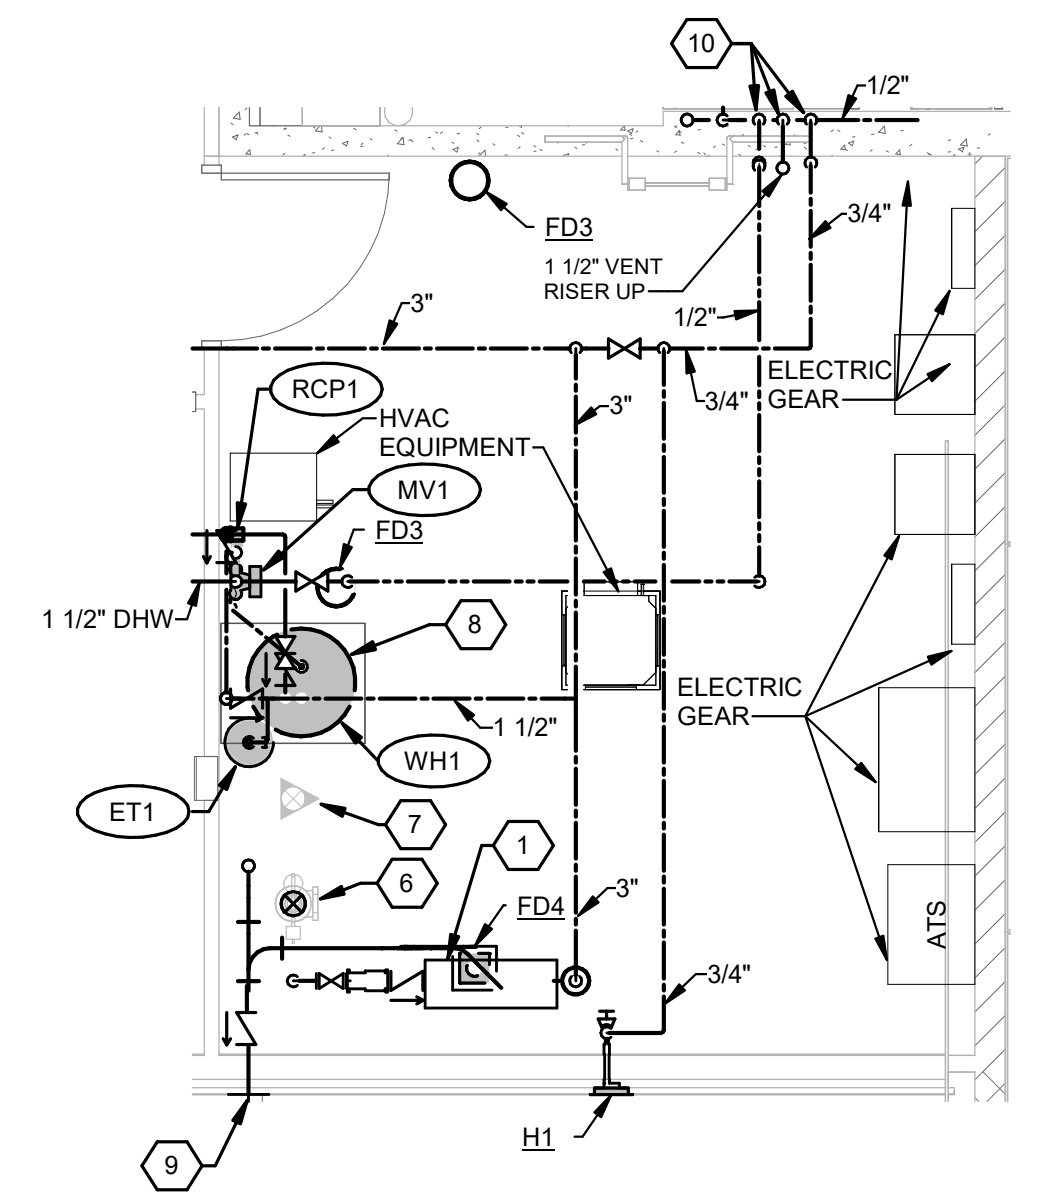 10
1/2"
FD3
3/4"
1 1/2" VENT
RISER UP
3"
1/2"
RCP1
ELECTRIC
GEAR
3/4"
3"
HVAC
EQUIPMENT
MV1
FD3
1 1/2" DHW
8
ELECTRIC
GEAR
1 1/2"
WH1
ET1
7
1
6
3"
FD4
ATS
3/4"
H1
9